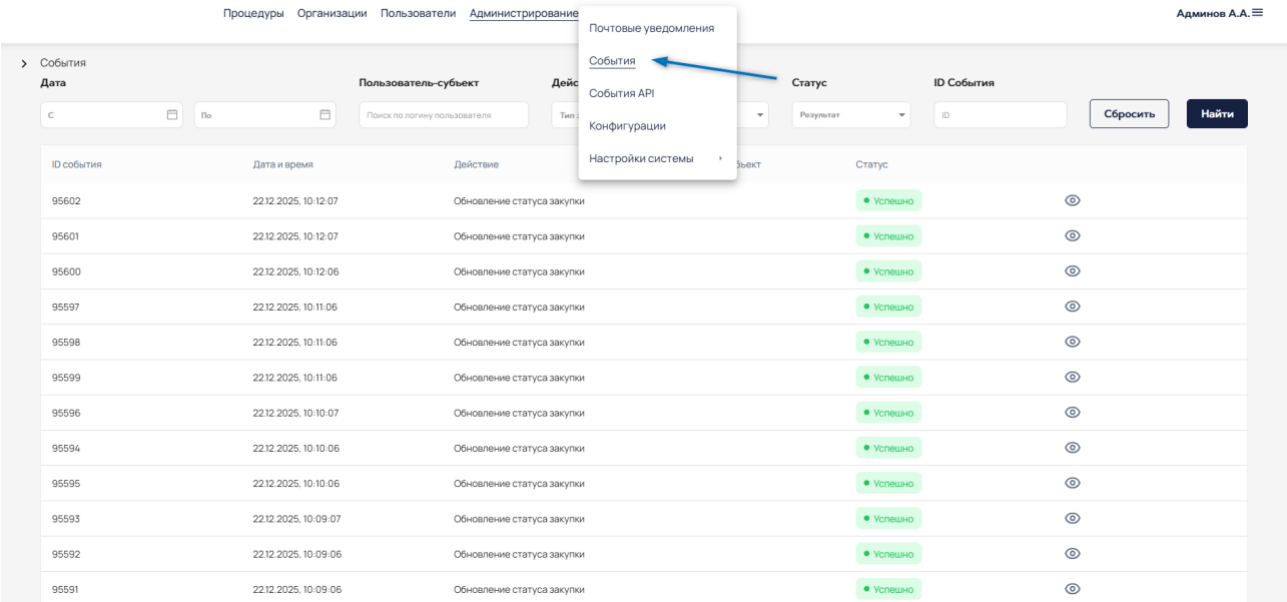 Процедуры Организации Пользователи Администрирование
Админов А.А.
Почтовые уведомления
События
События API
Конфигурации
Настройки системы
События
Дата Пользователь-субъект Статус ID События
С По Поиск по логину пользователя Тип Результат ID Сбросить Найти
ID события Дата и время Действие Статус
95602 22.12.2025, 10:12:07 Обновление статуса закупки Успешно
95601 22.12.2025, 10:12:07 Обновление статуса закупки Успешно
95600 22.12.2025, 10:12:06 Обновление статуса закупки Успешно
95597 22.12.2025, 10:11:06 Обновление статуса закупки Успешно
95598 22.12.2025, 10:11:06 Обновление статуса закупки Успешно
95599 22.12.2025, 10:11:06 Обновление статуса закупки Успешно
95596 22.12.2025, 10:10:07 Обновление статуса закупки Успешно
95594 22.12.2025, 10:10:06 Обновление статуса закупки Успешно
95595 22.12.2025, 10:10:06 Обновление статуса закупки Успешно
95593 22.12.2025, 10:09:07 Обновление статуса закупки Успешно
95592 22.12.2025, 10:09:06 Обновление статуса закупки Успешно
95591 22.12.2025, 10:09:06 Обновление статуса закупки Успешно